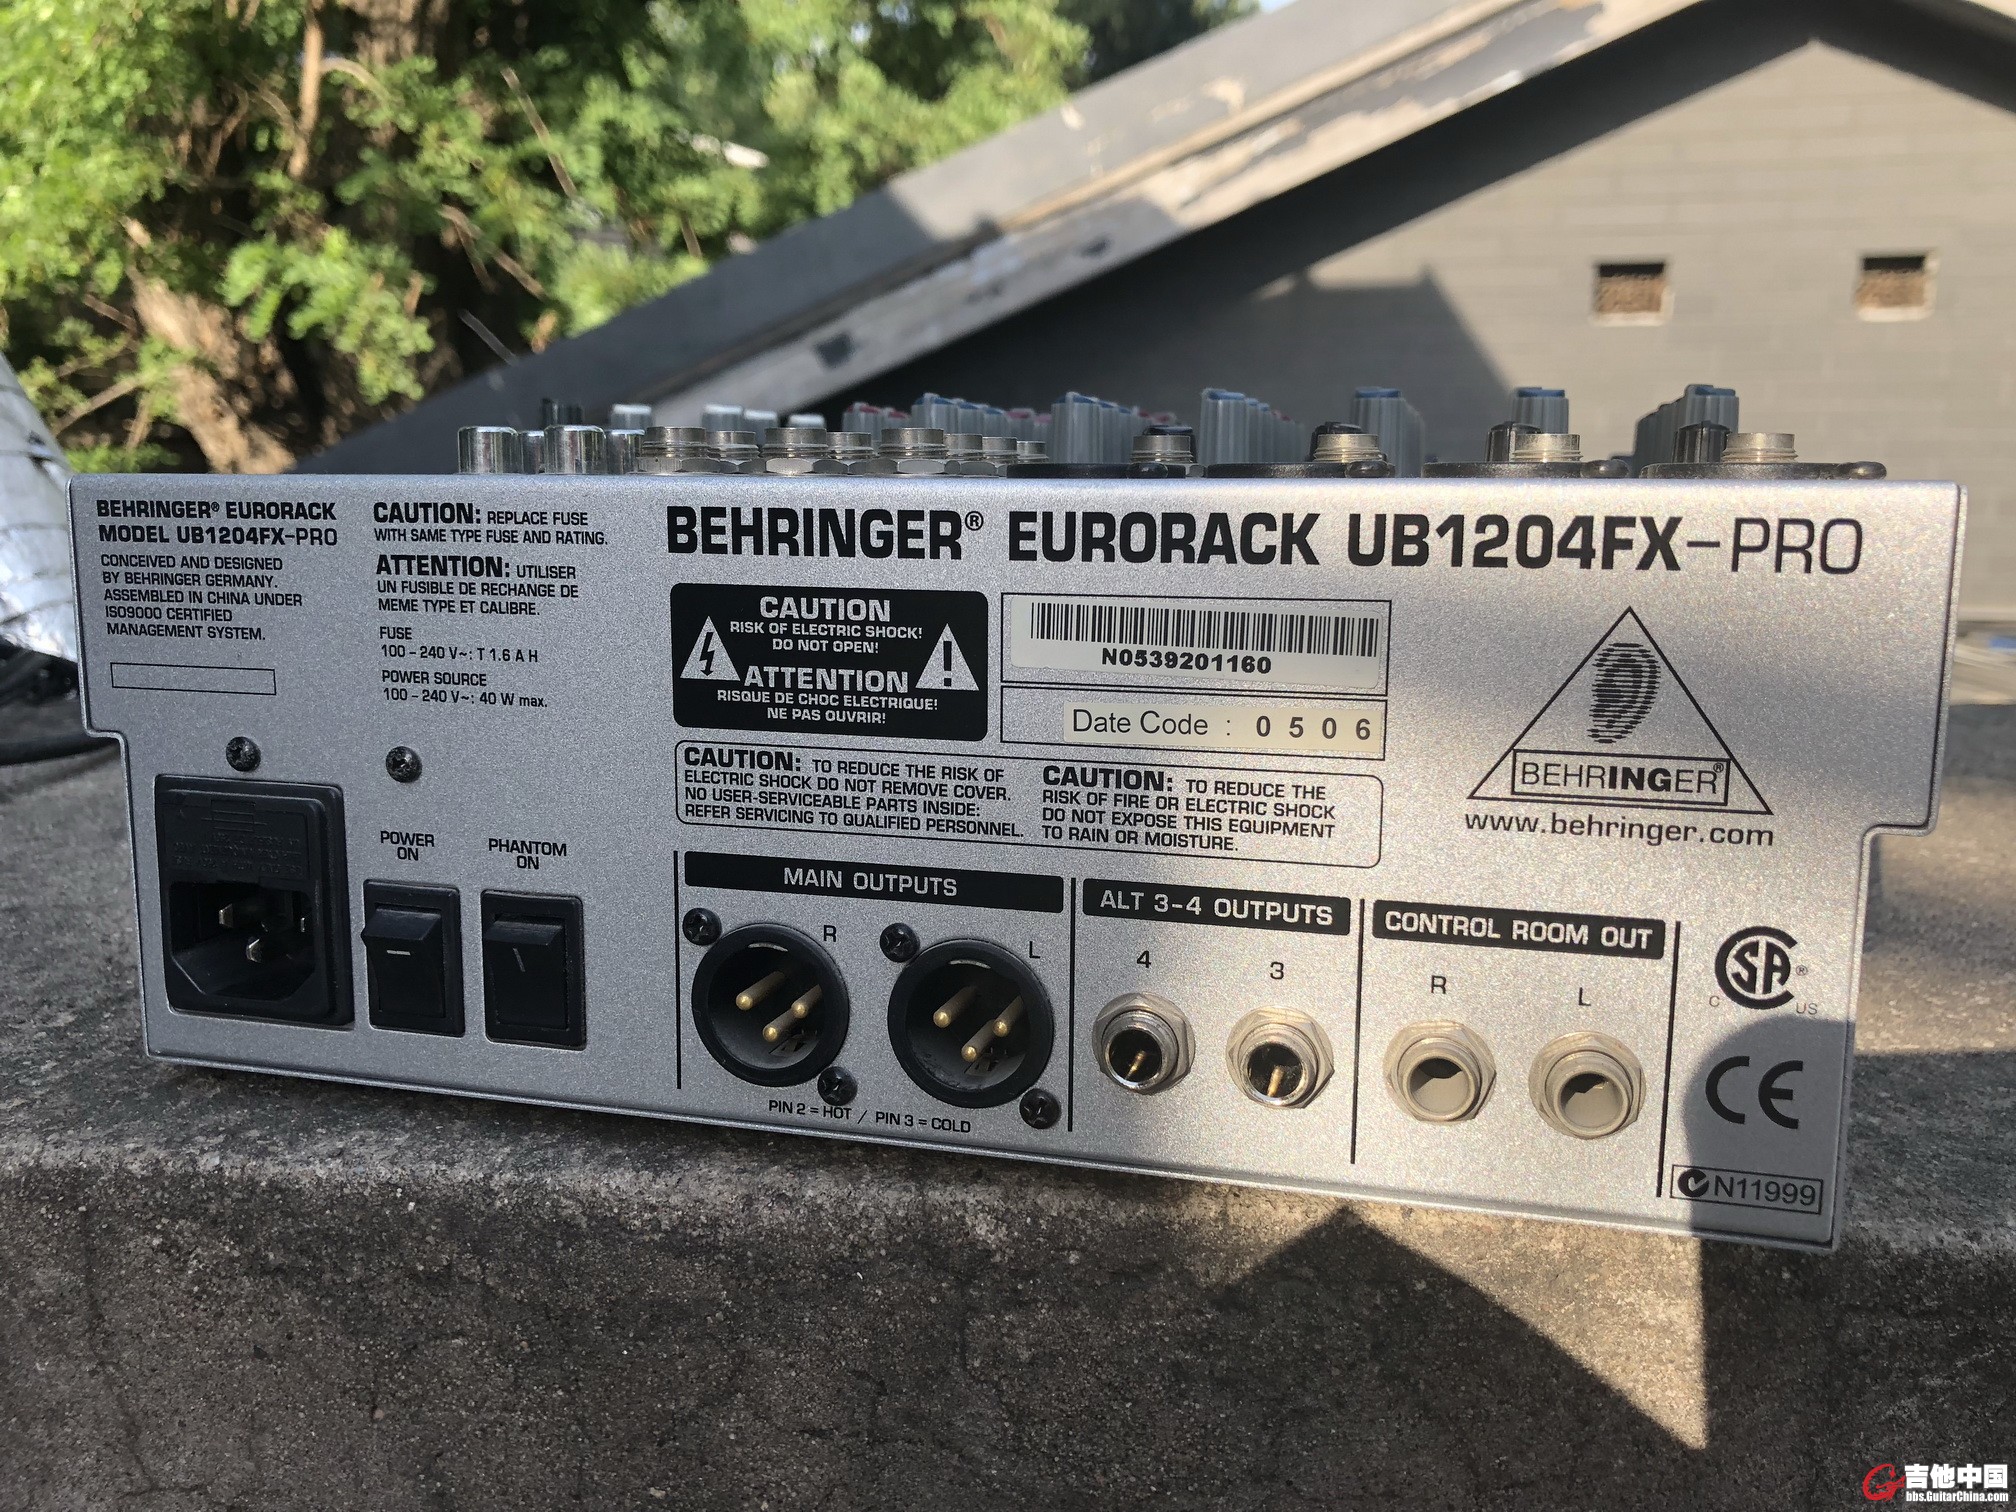 BEHRINGER® EURORACK
MODEL UB1204FX-PRO
CONCEIVED AND DESIGNED
BY BEHRINGER GERMANY.
ASSEMBLED IN CHINA UNDER
ISO9000 CERTIFIED
MANAGEMENT SYSTEM.
CAUTION: REPLACE FUSE
WITH SAME TYPE FUSE AND RATING.
ATTENTION: UTILISER
UN FUSIBLE DE RECHANGE DE
MEME TYPE ET CALIBRE.
FUSE
100 - 240 V~: T 1.6 A H
POWER SOURCE
100 - 240 V~: 40 W max.
BEHRINGER® EURORACK UB1204FX-PRO
CAUTION
RISK OF ELECTRIC SHOCK!
DO NOT OPEN!
ATTENTION
RISQUE DE CHOC ELECTRIQUE!
NE PAS OUVRIR!
N0539201160
Date Code : 0506
CAUTION: TO REDUCE THE RISK OF
ELECTRIC SHOCK DO NOT REMOVE COVER.
NO USER-SERVICEABLE PARTS INSIDE:
REFER SERVICING TO QUALIFIED PERSONNEL.
CAUTION: TO REDUCE THE
RISK OF FIRE OR ELECTRIC SHOCK
DO NOT EXPOSE THIS EQUIPMENT
TO RAIN OR MOISTURE.
BEHRINGER®
www.behringer.com
POWER
ON
PHANTOM
ON
MAIN OUTPUTS
R
L
PIN 2 = HOT / PIN 3 = COLD
ALT 3-4 OUTPUTS
4
3
CONTROL ROOM OUT
R
L
C SA® US
CE
N11999
吉他中国
bbs.GuitarChina.com